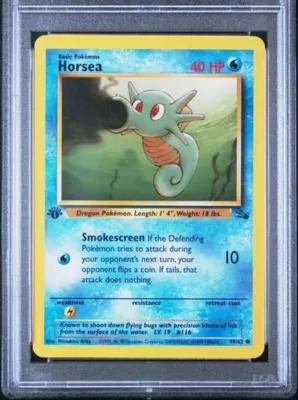 Basic Pokémon
Horsea 40 HP
Dragon Pokémon. Length: 1' 4", Weight: 18 lbs.
Smokescreen If the Defending
Pokémon tries to attack during
your opponent's next turn, your
opponent flips a coin. If tails, that
attack does nothing.
10
weakness resistance retreat cost
Known to shoot down flying bugs with precision blasts of ink
from the surface of the water. LV. 19 #116
49/62
PSA